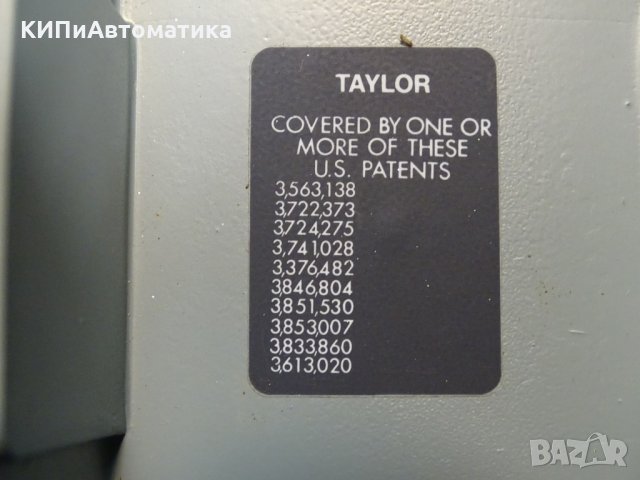 КИПиАвтоматика
TAYLOR
COVERED BY ONE OR
MORE OF THESE
U.S. PATENTS
3,563,138
3,722,373
3,724,275
3,741,028
3,376,482
3,846,804
3,851,530
3,853,007
3,833,860
3,613,020
BAZAR